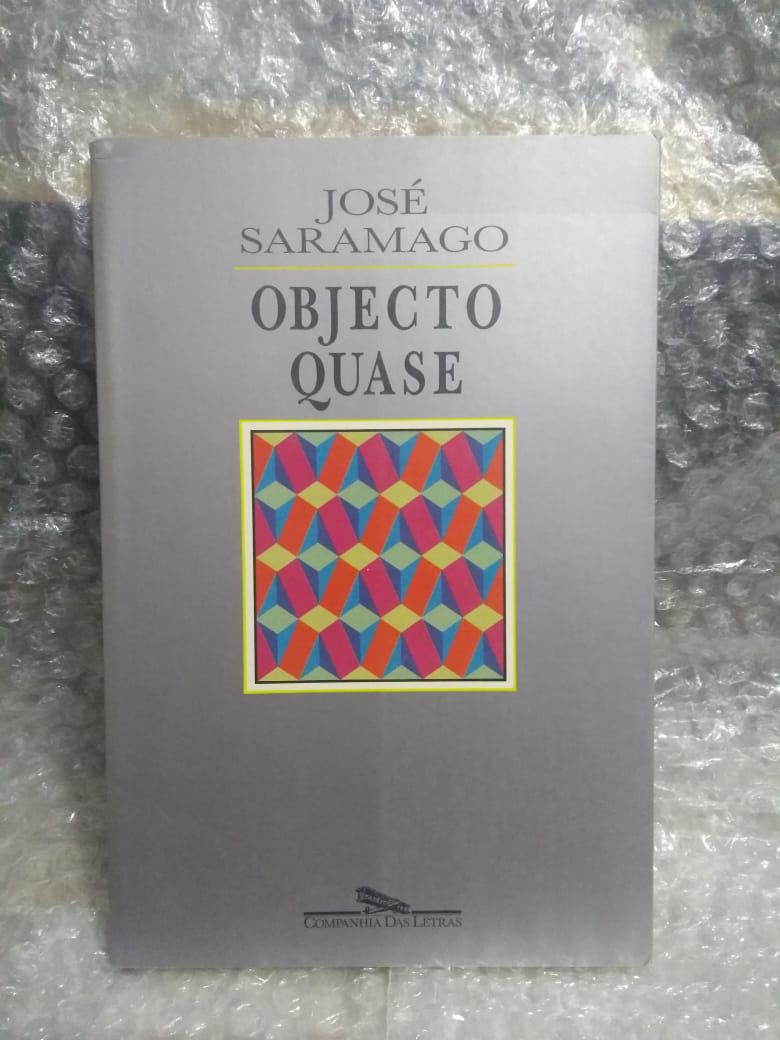 JOSÉ
SARAMAGO
OBJECTO
QUASE
COMPANHIA DAS LETRAS